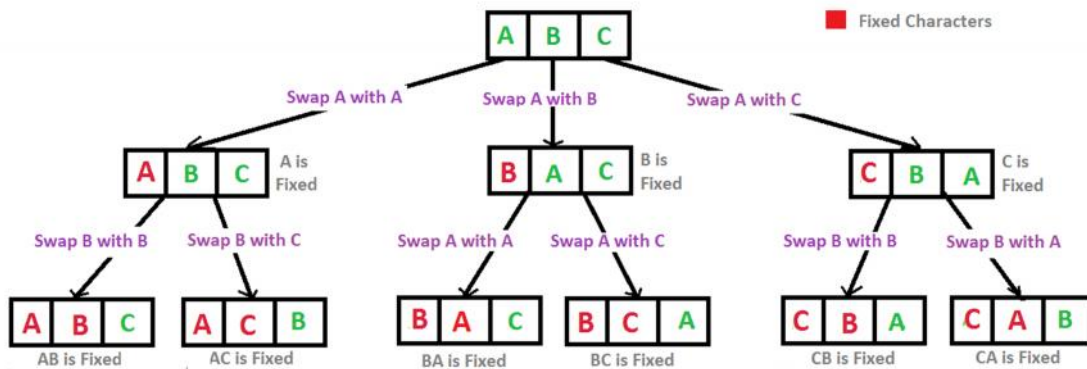 A B C
Fixed Characters
Swap A with A
Swap A with B
Swap A with C
A B C
A is
Fixed
B A C
B is
Fixed
C B A
C is
Fixed
Swap B with B
Swap B with C
Swap A with A
Swap A with C
Swap B with B
Swap B with A
A B C
A C B
B A C
B C A
C B A
C A B
AB is Fixed
AC is Fixed
BA is Fixed
BC is Fixed
CB is Fixed
CA is Fixed